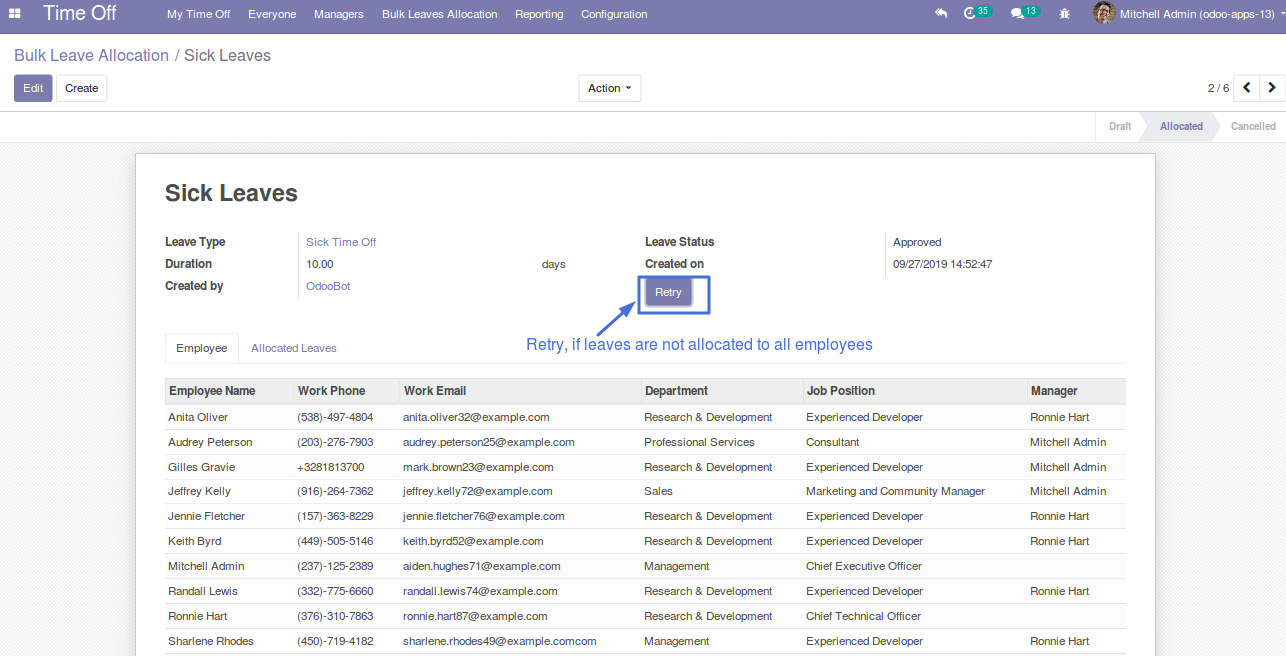 Time Off My Time Off Everyone Managers Bulk Leaves Allocation Reporting Configuration 35 13 Mitchell Admin (odoo-apps-13)
Bulk Leave Allocation / Sick Leaves
Edit Create Action 2 / 6
Draft Allocated Cancelled
Sick Leaves
Leave Type Sick Time Off Leave Status Approved
Duration 10.00 days Created on 09/27/2019 14:52:47
Created by OdooBot Retry
Retry, if leaves are not allocated to all employees
Employee Allocated Leaves
Employee Name Work Phone Work Email Department Job Position Manager
Anita Oliver (538)-497-4804 anita.oliver32@example.com Research & Development Experienced Developer Ronnie Hart
Audrey Peterson (203)-276-7903 audrey.peterson25@example.com Professional Services Consultant Mitchell Admin
Gilles Gravie +3281813700 mark.brown23@example.com Research & Development Experienced Developer Mitchell Admin
Jeffrey Kelly (916)-264-7362 jeffrey.kelly72@example.com Sales Marketing and Community Manager Mitchell Admin
Jennie Fletcher (157)-363-8229 jennie.fletcher76@example.com Research & Development Experienced Developer Ronnie Hart
Keith Byrd (449)-505-5146 keith.byrd52@example.com Research & Development Experienced Developer Ronnie Hart
Mitchell Admin (237)-125-2389 aiden.hughes71@example.com Management Chief Executive Officer
Randall Lewis (332)-775-6660 randall.lewis74@example.com Research & Development Experienced Developer Ronnie Hart
Ronnie Hart (376)-310-7863 ronnie.hart87@example.com Research & Development Chief Technical Officer
Sharlene Rhodes (450)-719-4182 sharlene.rhodes49@example.comcom Management Experienced Developer Ronnie Hart